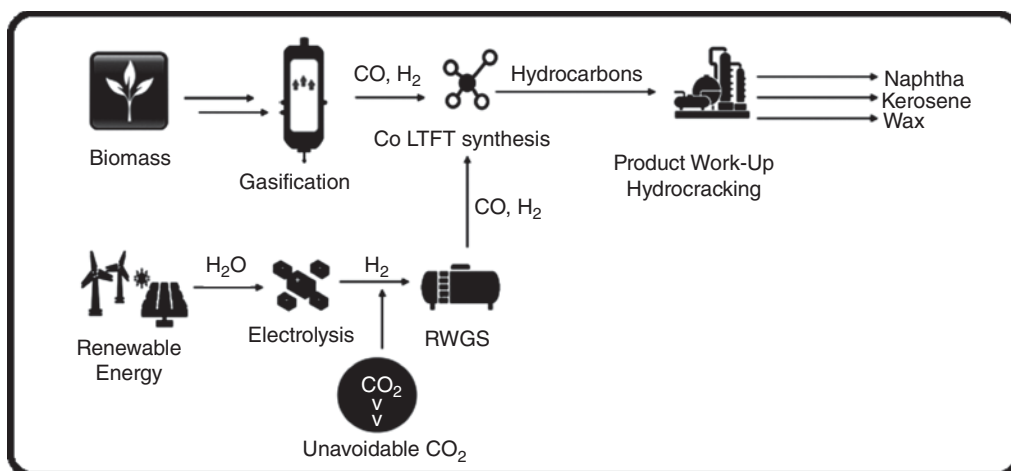 CO, H₂
Hydrocarbons
Naphtha
Kerosene
Wax
Biomass
Gasification
Co LTFT synthesis
Product Work-Up
Hydrocracking
CO, H₂
H₂O
H₂
Renewable
Energy
Electrolysis
RWGS
CO₂
v
v
Unavoidable CO₂